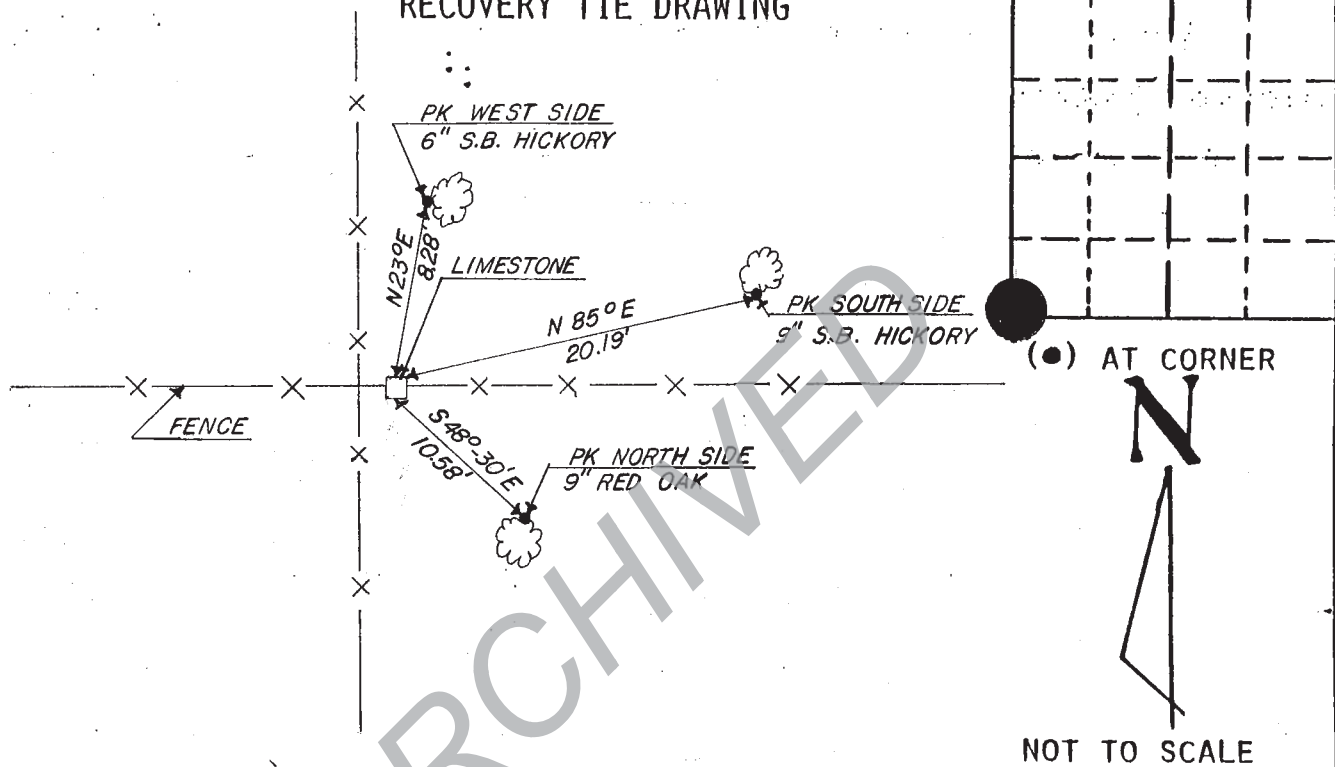 RECOVERY TIE DRAWING
PK WEST SIDE
6" S.B. HICKORY
N23°E
8.28'
LIMESTONE
N 85° E
20.19'
PK SOUTH SIDE
9" S.B. HICKORY
(●) AT CORNER
N
FENCE
S48°-30'E
10.58'
PK NORTH SIDE
9" RED OAK
ARCHIVED
NOT TO SCALE